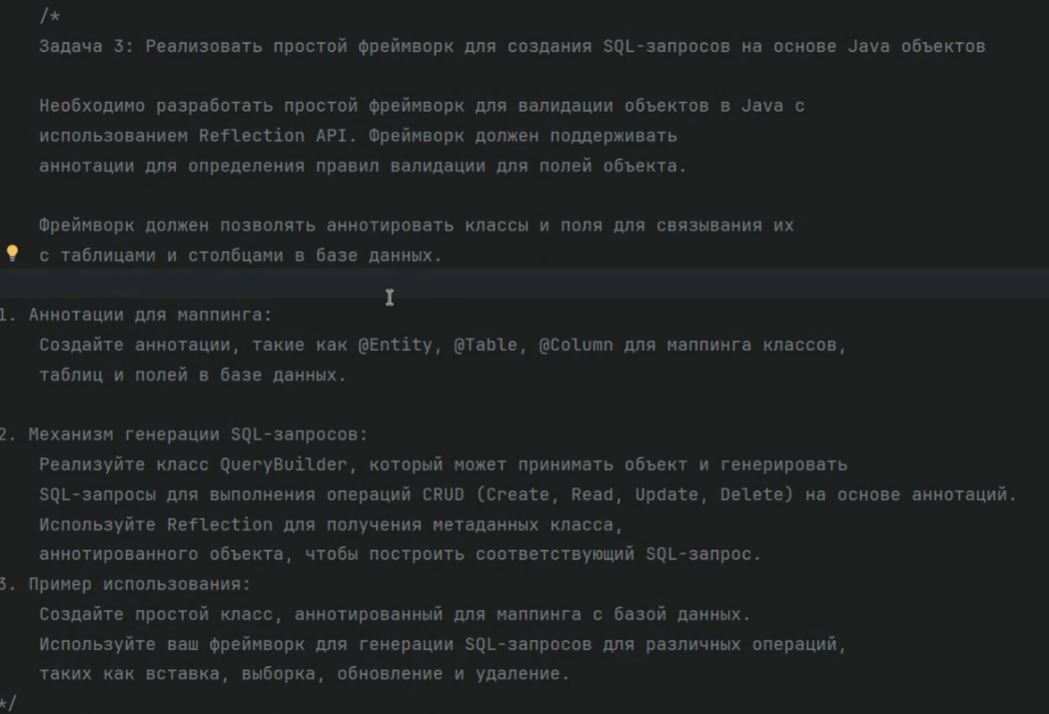 /*
Задача 3: Реализовать простой фреймворк для создания SQL-запросов на основе Java объектов
Необходимо разработать простой фреймворк для валидации объектов в Java с
использованием Reflection API. Фреймворк должен поддерживать
аннотации для определения правил валидации для полей объекта.
Фреймворк должен позволять аннотировать классы и поля для связывания их
с таблицами и столбцами в базе данных.
1. Аннотации для маппинга:
Создайте аннотации, такие как @Entity, @Table, @Column для маппинга классов,
таблиц и полей в базе данных.
2. Механизм генерации SQL-запросов:
Реализуйте класс QueryBuilder, который может принимать объект и генерировать
SQL-запросы для выполнения операций CRUD (Create, Read, Update, Delete) на основе аннотаций.
Используйте Reflection для получения метаданных класса,
аннотированного объекта, чтобы построить соответствующий SQL-запрос.
3. Пример использования:
Создайте простой класс, аннотированный для маппинга с базой данных.
Используйте ваш фреймворк для генерации SQL-запросов для различных операций,
таких как вставка, выборка, обновление и удаление.
*/